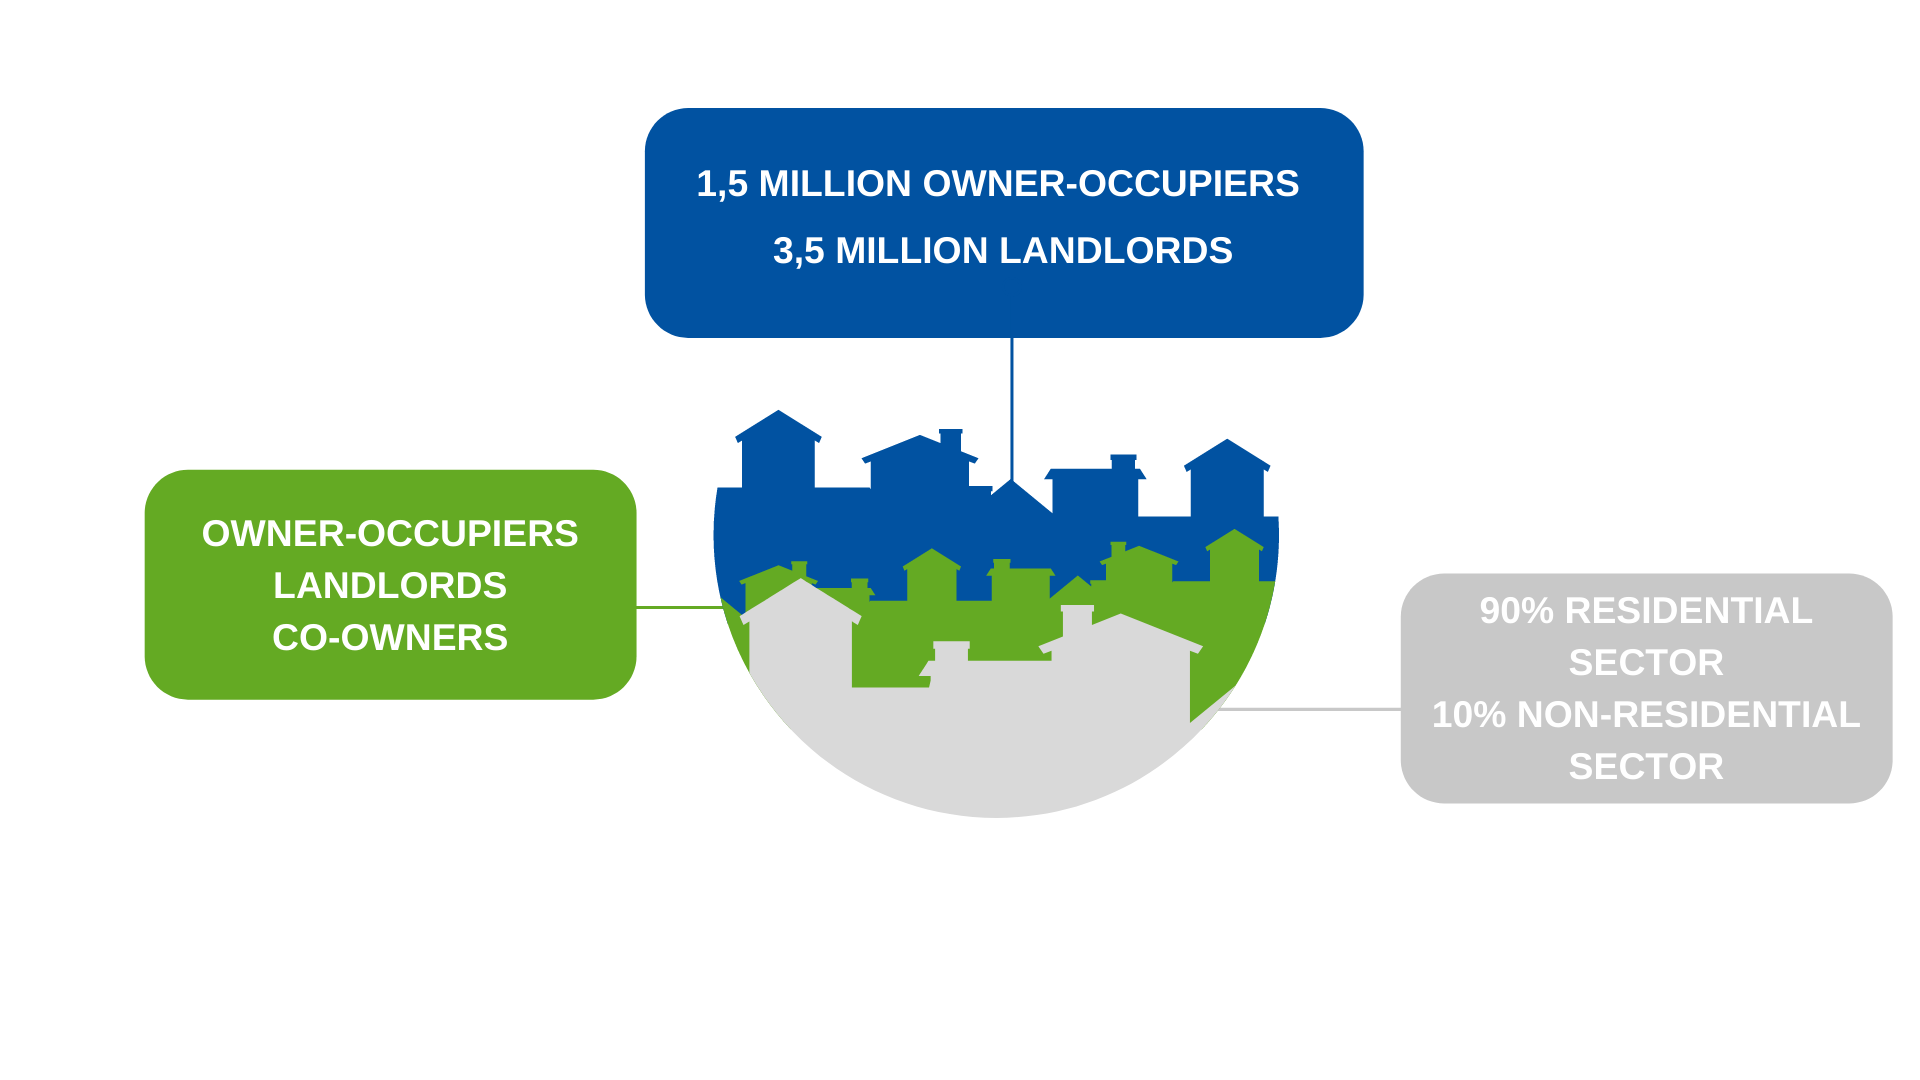 1,5 MILLION OWNER-OCCUPIERS
3,5 MILLION LANDLORDS
OWNER-OCCUPIERS
LANDLORDS
CO-OWNERS
90% RESIDENTIAL
SECTOR
10% NON-RESIDENTIAL
SECTOR